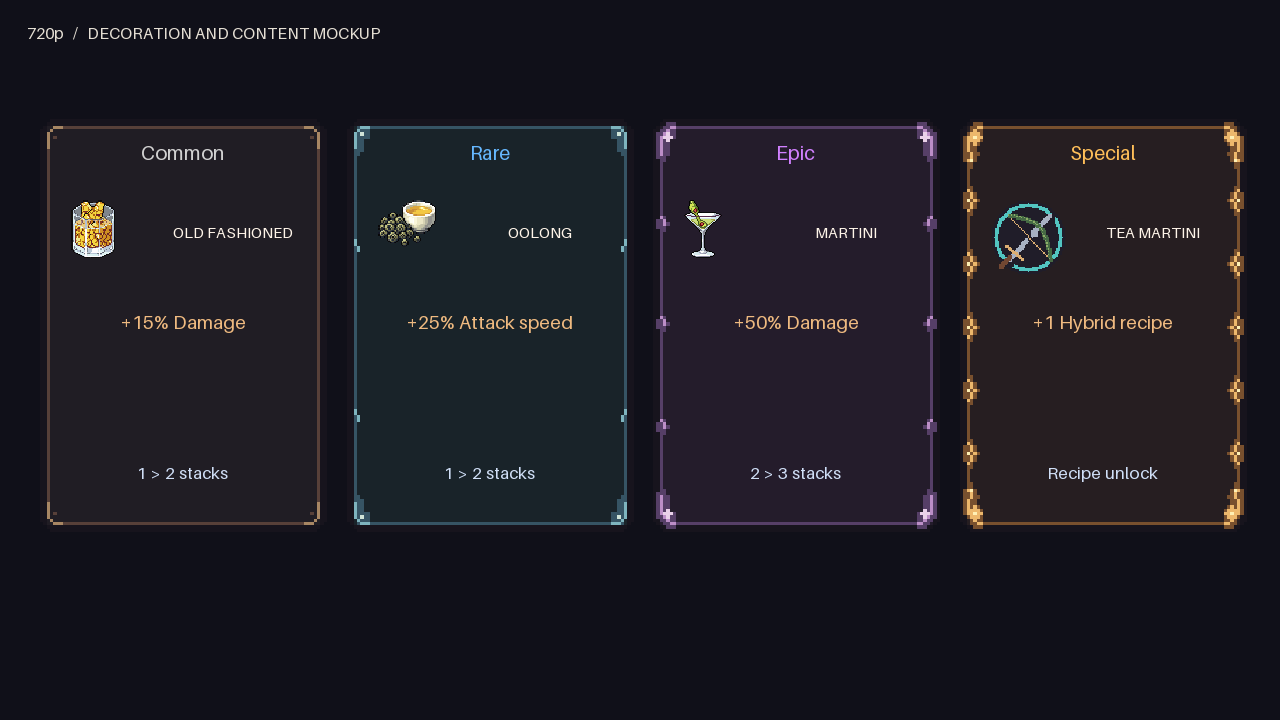 720p / DECORATION AND CONTENT MOCKUP
Common
OLD FASHIONED
+15% Damage
1 > 2 stacks
Rare
OOLONG
+25% Attack speed
1 > 2 stacks
Epic
MARTINI
+50% Damage
2 > 3 stacks
Special
TEA MARTINI
+1 Hybrid recipe
Recipe unlock